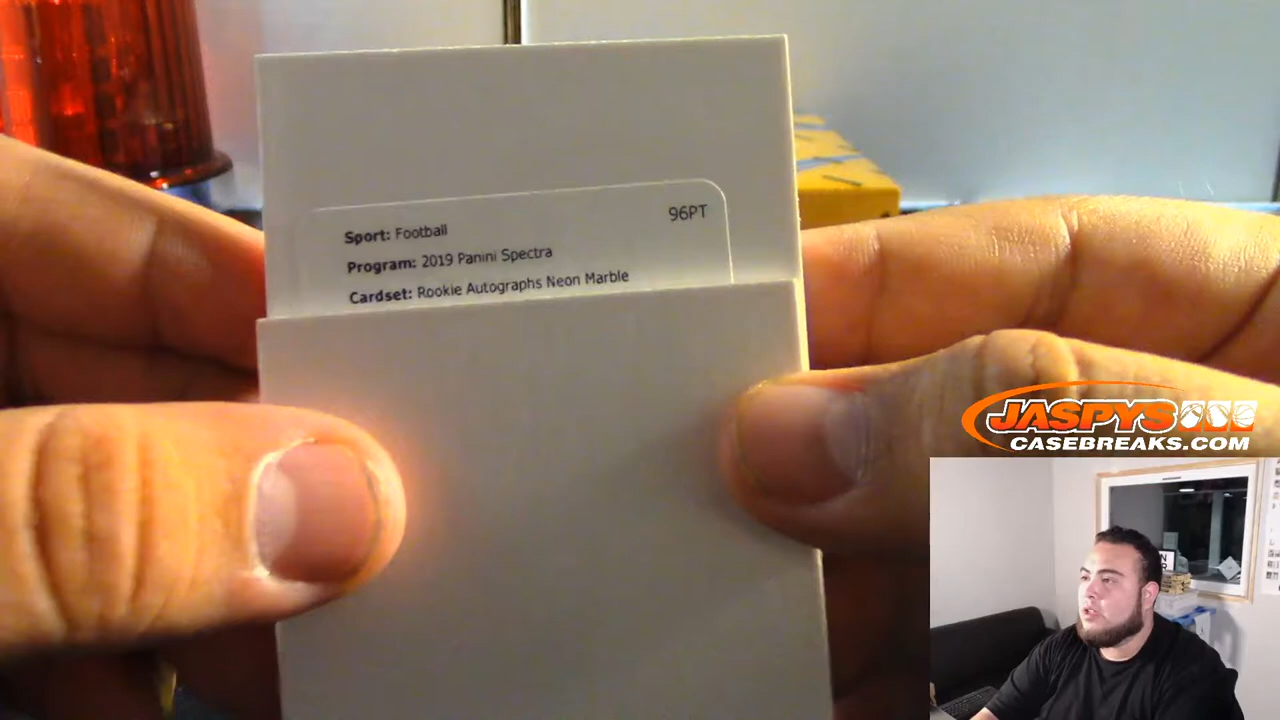 96PT
Sport: Football
Program: 2019 Panini Spectra
Cardset: Rookie Autographs Neon Marble
JASPYS
CASEBREAKS.COM